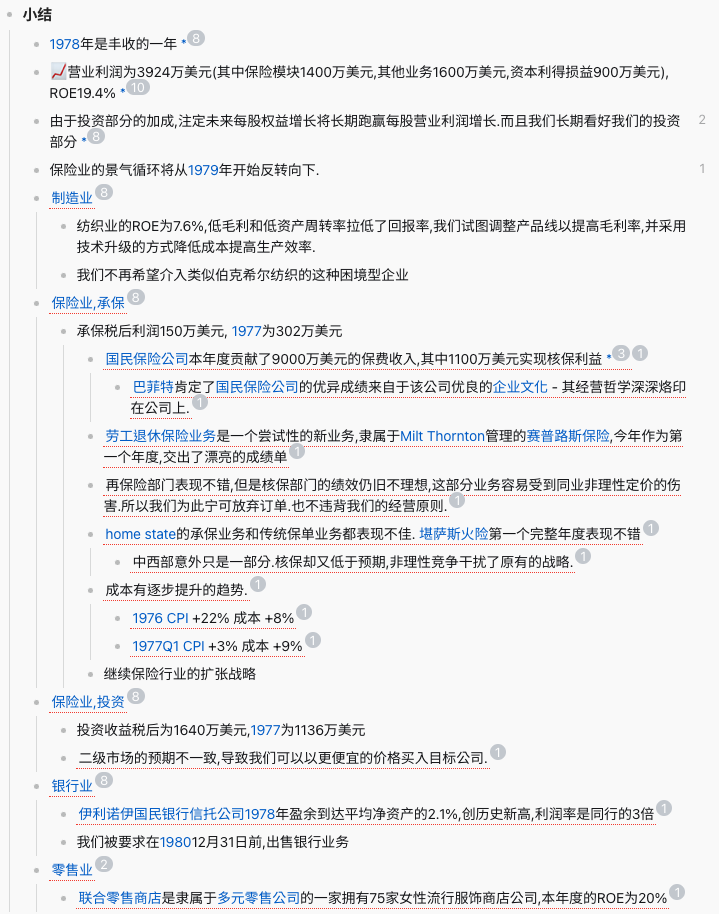 小结
1978年是丰收的一年 * 8
📈营业利润为3924万美元(其中保险模块1400万美元,其他业务1600万美元,资本利得损益900万美元),
ROE19.4% * 10
由于投资部分的加成,注定未来每股权益增长将长期跑赢每股营业利润增长.而且我们长期看好我们的投资 2
部分 * 8
保险业的景气循环将从1979年开始反转向下. 1
制造业 8
纺织业的ROE为7.6%,低毛利和低资产周转率拉低了回报率,我们试图调整产品线以提高毛利率,并采用
技术升级的方式降低成本提高生产效率.
我们不再希望介入类似伯克希尔纺织的这种困境型企业
保险业,承保 8
承保税后利润150万美元, 1977为302万美元
国民保险公司本年度贡献了9000万美元的保费收入,其中1100万美元实现核保利益 * 3 1
巴菲特肯定了国民保险公司的优异成绩来自于该公司优良的企业文化 - 其经营哲学深深烙印
在公司上. 1
劳工退休保险业务是一个尝试性的新业务,隶属于Milt Thornton管理的赛普路斯保险,今年作为第
一个年度,交出了漂亮的成绩单 1
再保险部门表现不错,但是核保部门的绩效仍旧不理想,这部分业务容易受到同业非理性定价的伤
害.所以我们为此宁可放弃订单.也不违背我们的经营原则. 1
home state的承保业务和传统保单业务都表现不佳. 堪萨斯火险第一个完整年度表现不错 1
中西部意外只是一部分.核保却又低于预期,非理性竞争干扰了原有的战略. 1
成本有逐步提升的趋势. 1
1976 CPI +22% 成本 +8% 1
1977Q1 CPI +3% 成本 +9% 1
继续保险行业的扩张战略
保险业,投资 8
投资收益税后为1640万美元,1977为1136万美元
二级市场的预期不一致,导致我们可以以更便宜的价格买入目标公司. 1
银行业 8
伊利诺伊国民银行信托公司1978年盈余到达平均净资产的2.1%,创历史新高,利润率是同行的3倍 1
我们被要求在198012月31日前,出售银行业务
零售业 2
联合零售商店是隶属于多元零售公司的一家拥有75家女性流行服饰商店公司,本年度的ROE为20% 1